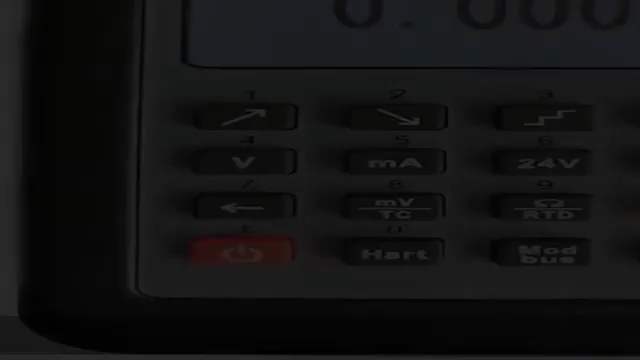 0.000
1 2 3
4 5 6
V mA 24V
7 8 9
mV Ω
TC RTD
0
Hart Mod
bus